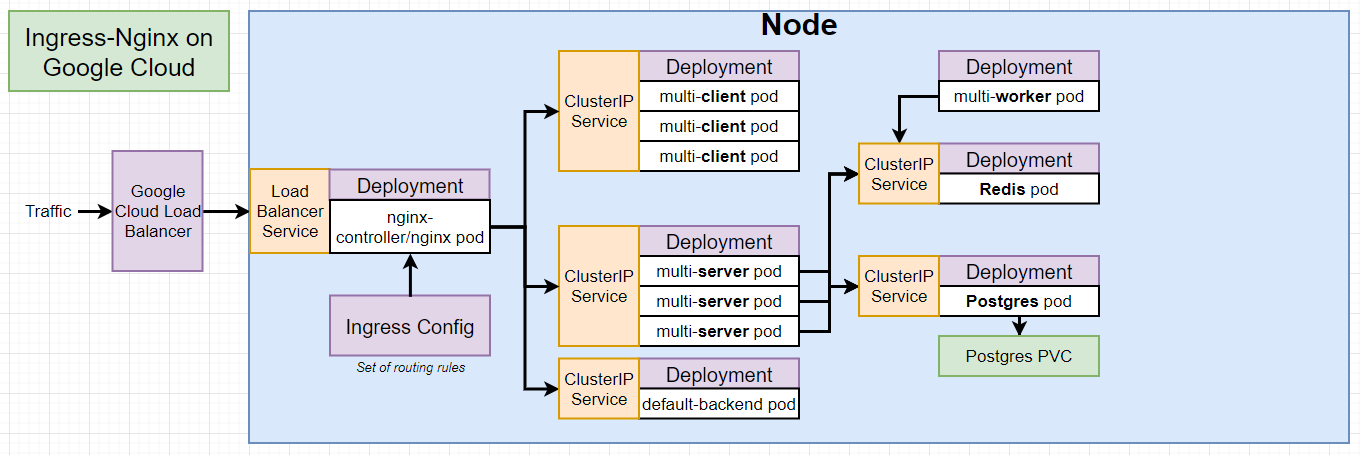 Ingress-Nginx on
Google Cloud
Node
Traffic
Google
Cloud Load
Balancer
Load
Balancer
Service
Deployment
nginx-
controller/nginx pod
Ingress Config
Set of routing rules
ClusterIP
Service
Deployment
multi-client pod
multi-client pod
multi-client pod
ClusterIP
Service
Deployment
multi-server pod
multi-server pod
multi-server pod
ClusterIP
Service
Deployment
default-backend pod
Deployment
multi-worker pod
ClusterIP
Service
Deployment
Redis pod
ClusterIP
Service
Deployment
Postgres pod
Postgres PVC